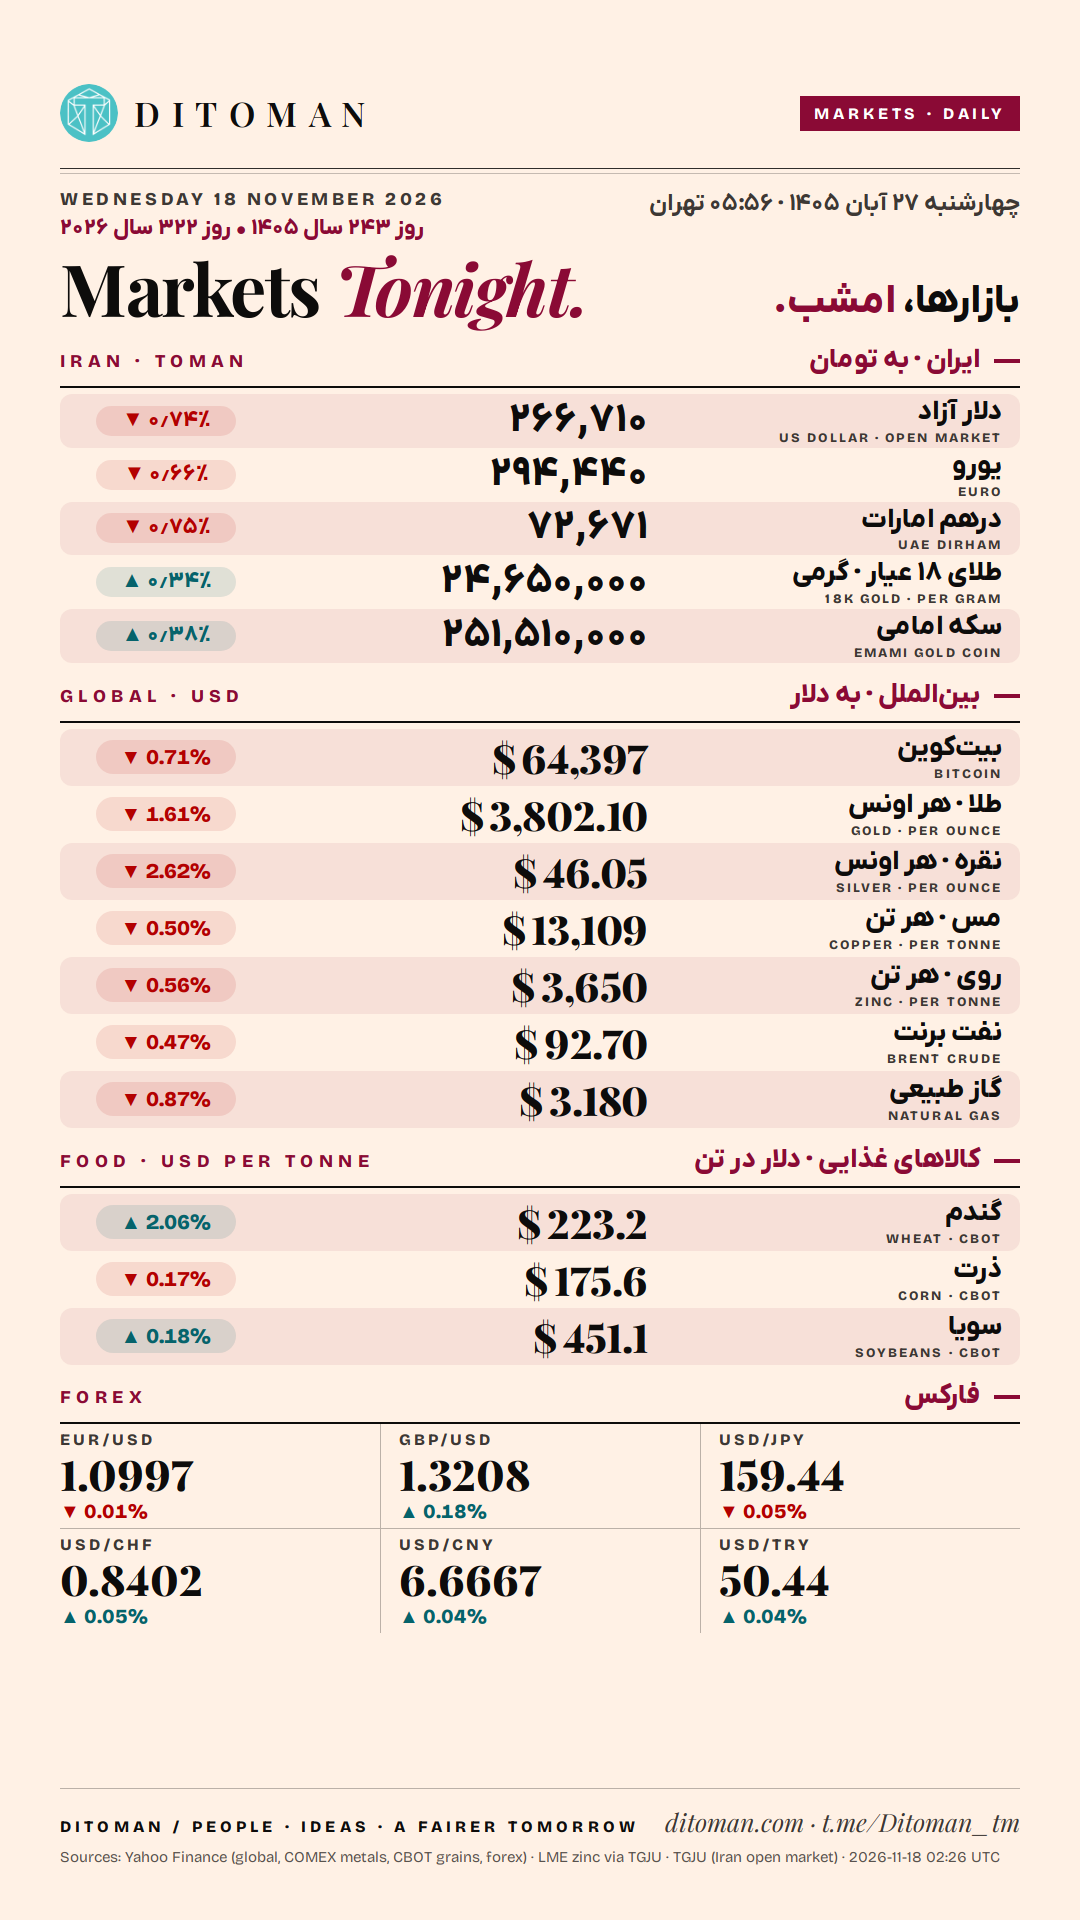 DITOMAN
MARKETS · DAILY
WEDNESDAY 18 NOVEMBER 2026
چهارشنبه ۲۷ آبان ۱۴۰۵ · ۰۵:۵۶ تهران
روز ۲۴۳ سال ۱۴۰۵ • روز ۳۲۲ سال ۲۰۲۶
Markets Tonight.
بازارها، امشب.
IRAN · TOMAN
ایران · به تومان
دلار آزاد
US DOLLAR · OPEN MARKET
۲۶۶,۷۱۰
▼ ۰٫۷۴٪
یورو
EURO
۲۹۴,۴۴۰
▼ ۰٫۶۶٪
درهم امارات
UAE DIRHAM
۷۲,۶۷۱
▼ ۰٫۷۵٪
طلای ۱۸ عیار · گرمی
18K GOLD · PER GRAM
۲۴,۶۵۰,۰۰۰
▲ ۰٫۳۴٪
سکه امامی
EMAMI GOLD COIN
۲۵۱,۵۱۰,۰۰۰
▲ ۰٫۳۸٪
GLOBAL · USD
بین‌الملل · به دلار
بیت‌کوین
BITCOIN
$ 64,397
▼ 0.71%
طلا · هر اونس
GOLD · PER OUNCE
$ 3,802.10
▼ 1.61%
نقره · هر اونس
SILVER · PER OUNCE
$ 46.05
▼ 2.62%
مس · هر تن
COPPER · PER TONNE
$ 13,109
▼ 0.50%
روی · هر تن
ZINC · PER TONNE
$ 3,650
▼ 0.56%
نفت برنت
BRENT CRUDE
$ 92.70
▼ 0.47%
گاز طبیعی
NATURAL GAS
$ 3.180
▼ 0.87%
FOOD · USD PER TONNE
کالاهای غذایی · دلار در تن
گندم
WHEAT · CBOT
$ 223.2
▲ 2.06%
ذرت
CORN · CBOT
$ 175.6
▼ 0.17%
سویا
SOYBEANS · CBOT
$ 451.1
▲ 0.18%
FOREX
فارکس
EUR/USD
1.0997
▼ 0.01%
GBP/USD
1.3208
▲ 0.18%
USD/JPY
159.44
▼ 0.05%
USD/CHF
0.8402
▲ 0.05%
USD/CNY
6.6667
▲ 0.04%
USD/TRY
50.44
▲ 0.04%
DITOMAN / PEOPLE · IDEAS · A FAIRER TOMORROW
ditoman.com · t.me/Ditoman_tm
Sources: Yahoo Finance (global, COMEX metals, CBOT grains, forex) · LME zinc via TGJU · TGJU (Iran open market) · 2026-11-18 02:26 UTC